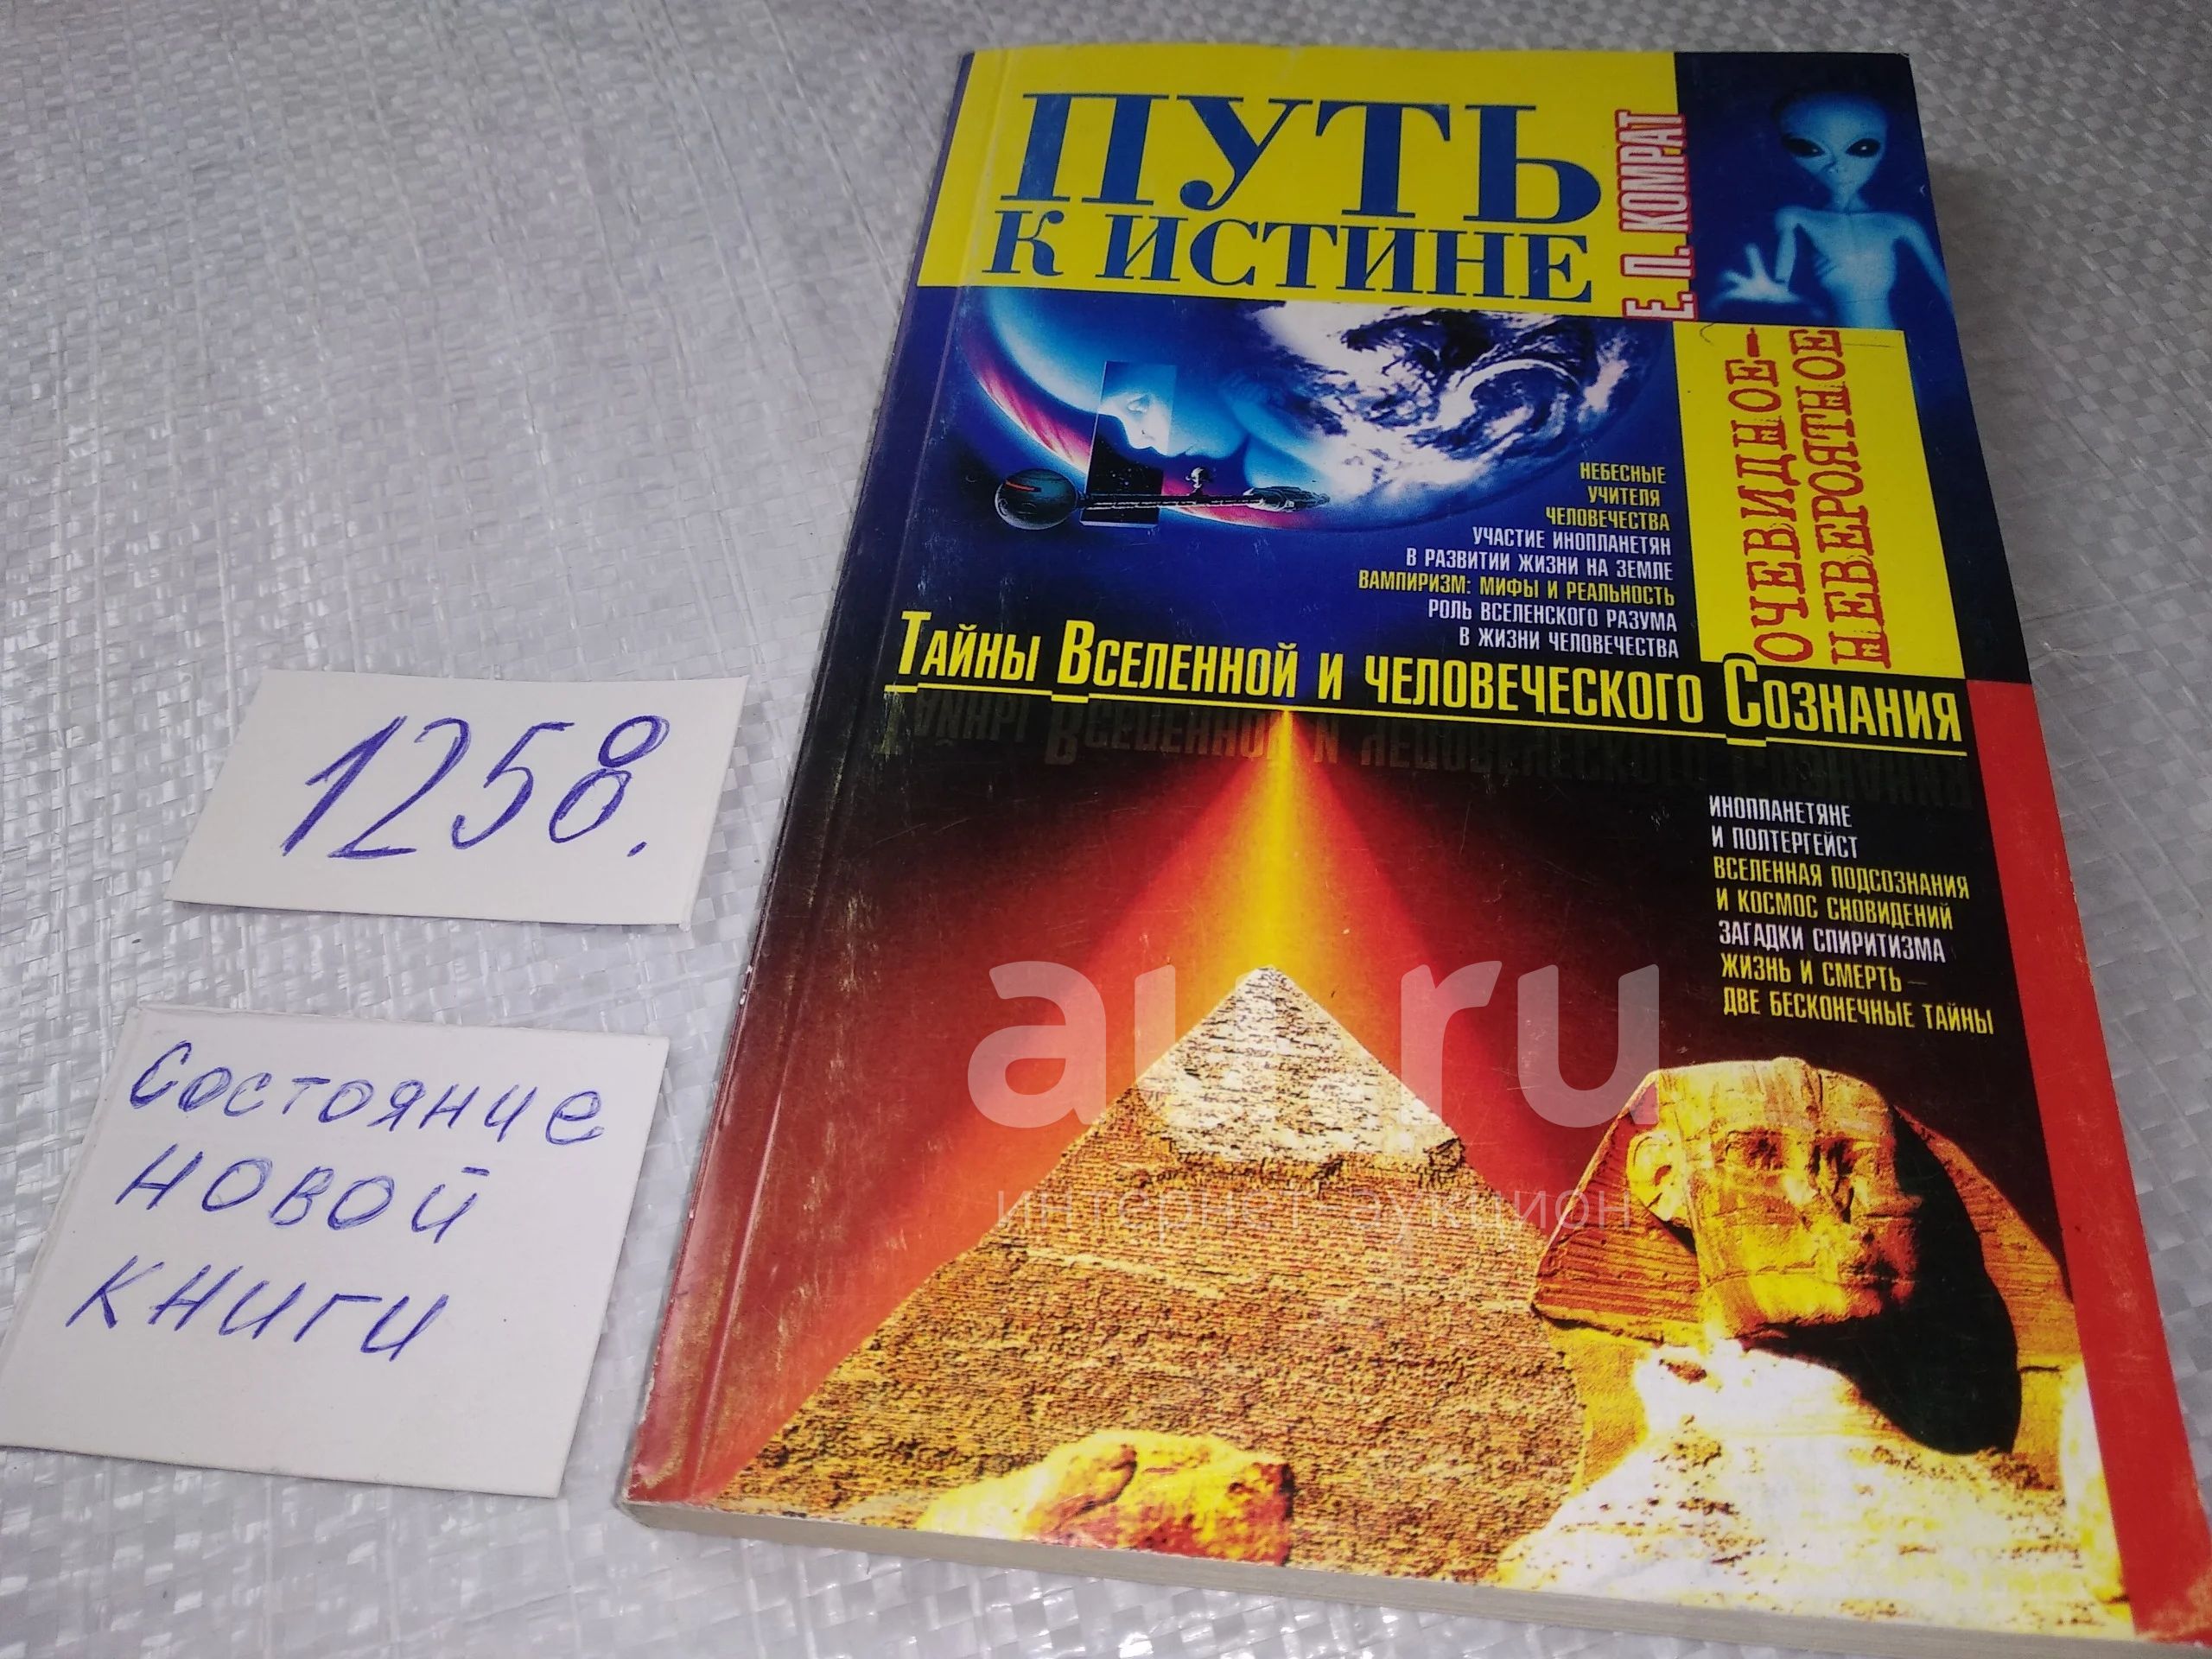 ПУТЬ
К ИСТИНЕ
Е. П. КОМРАТ
ОЧЕВИДНОЕ–
НЕВЕРОЯТНОЕ
НЕБЕСНЫЕ
УЧИТЕЛЯ
ЧЕЛОВЕЧЕСТВА
УЧАСТИЕ ИНОПЛАНЕТЯН
В РАЗВИТИИ ЖИЗНИ НА ЗЕМЛЕ
ВАМПИРИЗМ: МИФЫ И РЕАЛЬНОСТЬ
РОЛЬ ВСЕЛЕНСКОГО РАЗУМА
В ЖИЗНИ ЧЕЛОВЕЧЕСТВА
ТАЙНЫ ВСЕЛЕННОЙ И ЧЕЛОВЕЧЕСКОГО СОЗНАНИЯ
ИНОПЛАНЕТЯНЕ
И ПОЛТЕРГЕЙСТ
ВСЕЛЕННАЯ ПОДСОЗНАНИЯ
И КОСМОС СНОВИДЕНИЙ
ЗАГАДКИ СПИРИТИЗМА
ЖИЗНЬ И СМЕРТЬ –
ДВЕ БЕСКОНЕЧНЫЕ ТАЙНЫ
1258.
Состояние
новой
книги
au.ru
интернет-аукцион